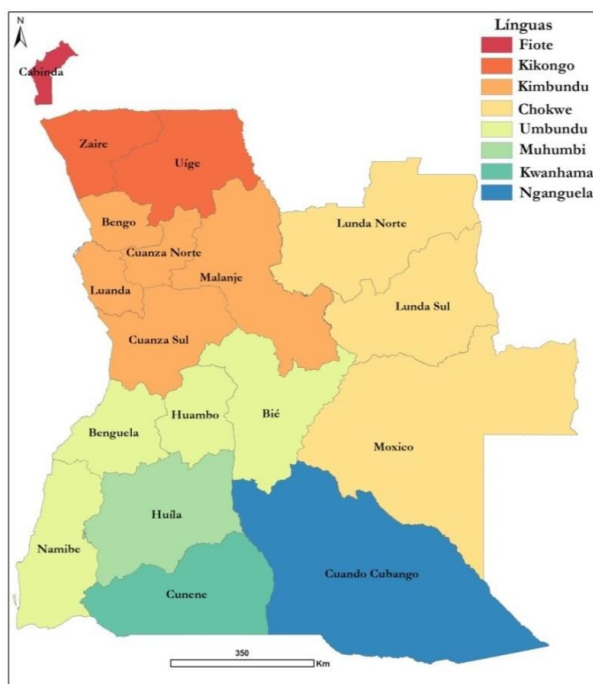 N
Línguas
Fiote
Kikongo
Kimbundu
Chokwe
Umbundu
Muhumbi
Kwanhama
Nganguela
Cabinda
Zaire
Uíge
Bengo
Cuanza Norte
Lunda Norte
Luanda
Malanje
Lunda Sul
Cuanza Sul
Huambo
Bié
Benguela
Moxico
Huíla
Namibe
Cuando Cubango
Cunene
350
Km